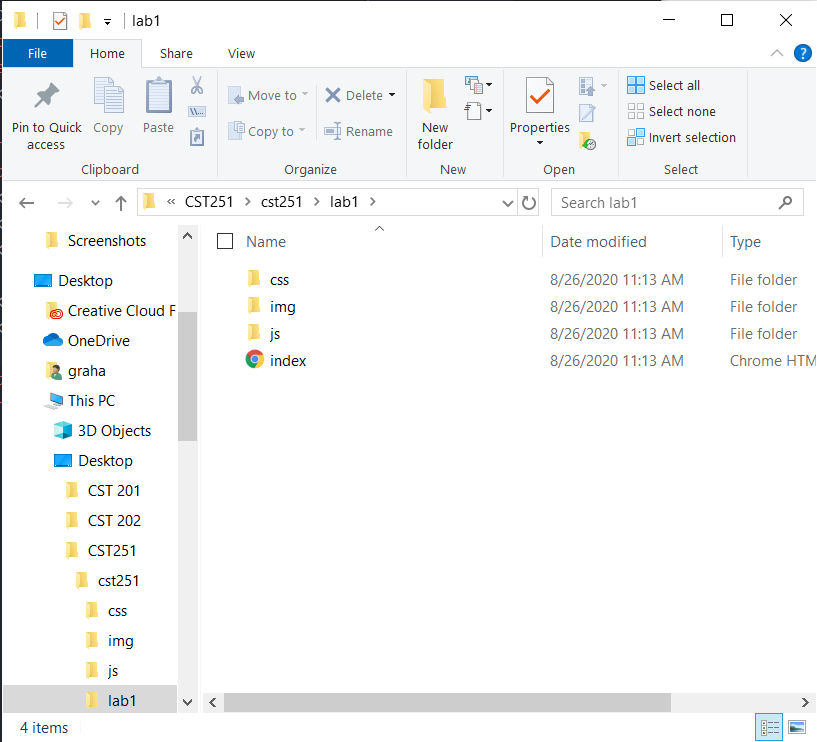 lab1
File Home Share View
Pin to Quick access
Copy
Paste
Clipboard
Move to
Copy to
Delete
Rename
Organize
New folder
New
Properties
Open
Select all
Select none
Invert selection
Select
« CST251 > cst251 > lab1 >
Search lab1
Screenshots
Desktop
Creative Cloud F
OneDrive
graha
This PC
3D Objects
Desktop
CST 201
CST 202
CST251
cst251
css
img
js
lab1
Name Date modified Type
css 8/26/2020 11:13 AM File folder
img 8/26/2020 11:13 AM File folder
js 8/26/2020 11:13 AM File folder
index 8/26/2020 11:13 AM Chrome HTM
4 items